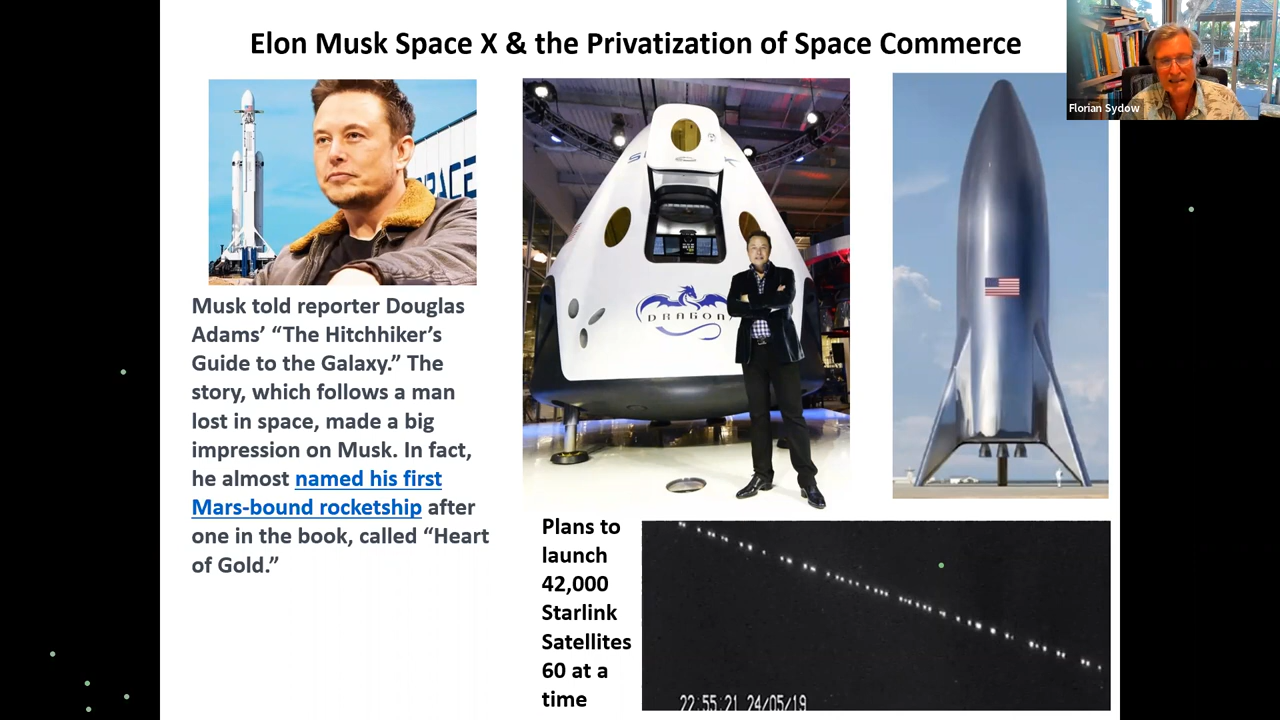 Elon Musk Space X & the Privatization of Space Commerce
Florian Sydow
SPACE
DRAGON
Musk told reporter Douglas
Adams’ “The Hitchhiker’s
Guide to the Galaxy.” The
story, which follows a man
lost in space, made a big
impression on Musk. In fact,
he almost named his first
Mars-bound rocketship after
one in the book, called “Heart
of Gold.”
Plans to
launch
42,000
Starlink
Satellites
60 at a
time
22:55:21 24/05/19